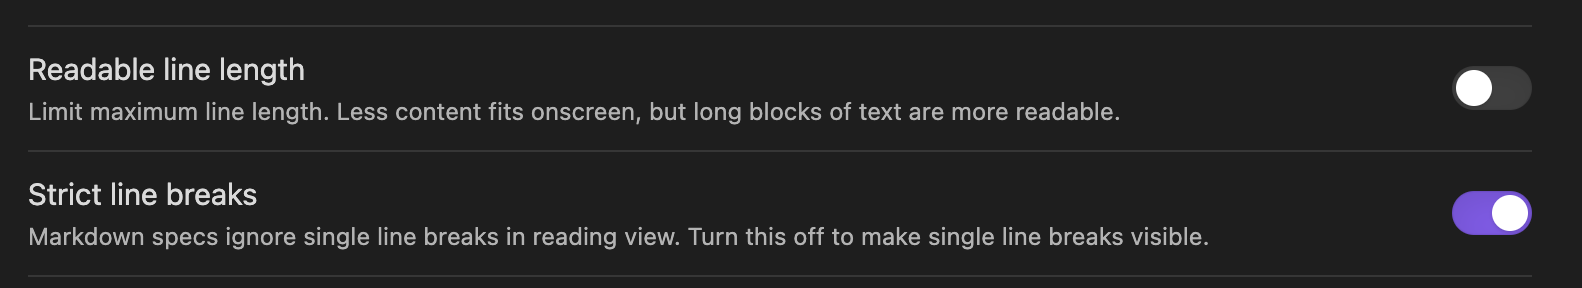 Readable line length
Limit maximum line length. Less content fits onscreen, but long blocks of text are more readable.
Strict line breaks
Markdown specs ignore single line breaks in reading view. Turn this off to make single line breaks visible.